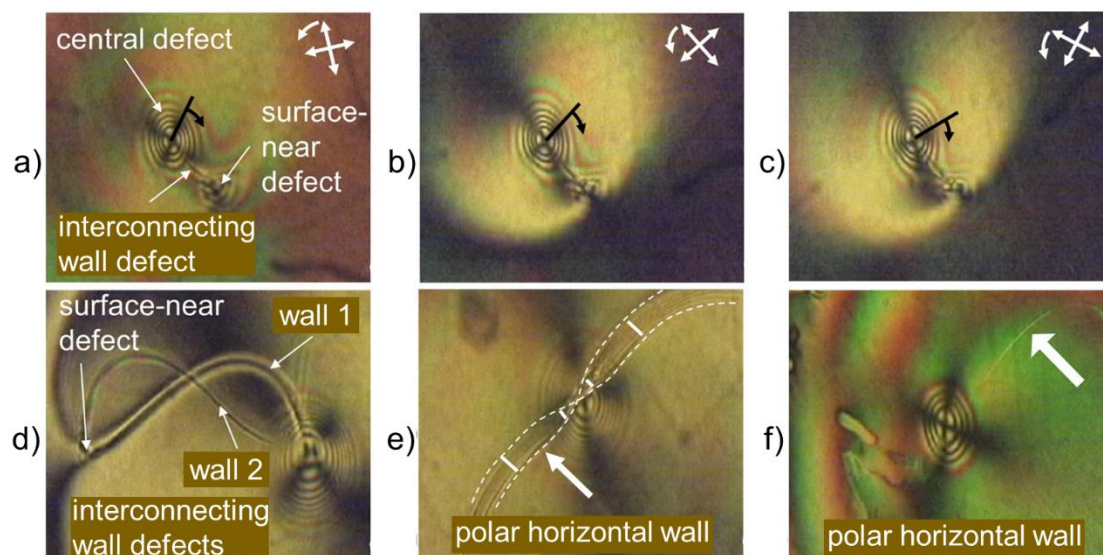 a)
central defect
surface-
near
defect
interconnecting
wall defect
b)
c)
d)
surface-near
defect
wall 1
wall 2
interconnecting
wall defects
e)
polar horizontal wall
f)
polar horizontal wall